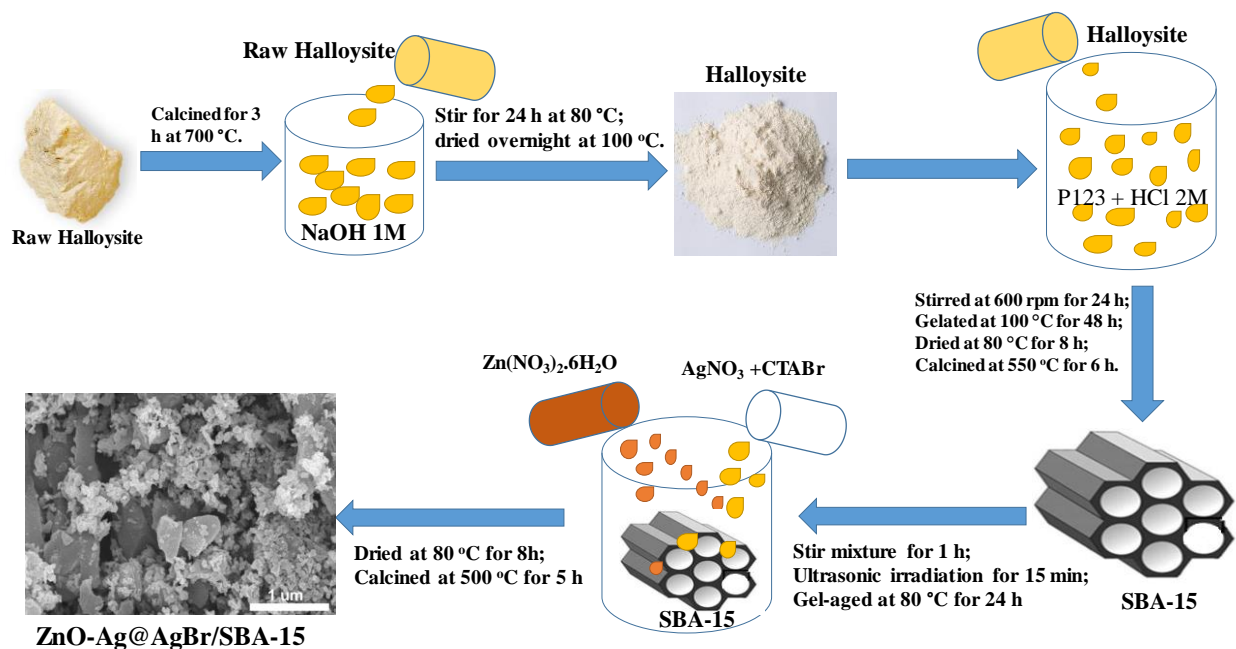 Raw Halloysite
Calcined for 3
h at 700 °C.
Raw Halloysite
NaOH 1M
Stir for 24 h at 80 °C;
dried overnight at 100 °C.
Halloysite
Halloysite
P123 + HCl 2M
Stirred at 600 rpm for 24 h;
Gelated at 100 °C for 48 h;
Dried at 80 °C for 8 h;
Calcined at 550 °C for 6 h.
SBA-15
Stir mixture for 1 h;
Ultrasonic irradiation for 15 min;
Gel-aged at 80 °C for 24 h
Zn(NO3)2.6H2O
AgNO3 +CTABr
SBA-15
Dried at 80 °C for 8h;
Calcined at 500 °C for 5 h
1 um
ZnO-Ag@AgBr/SBA-15